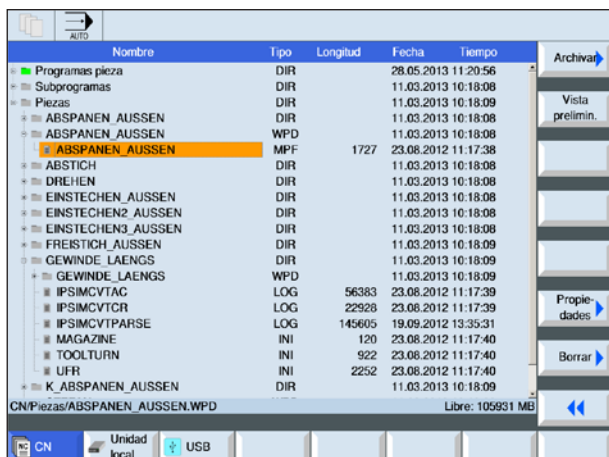 AUTO
Nombre Tipo Longitud Fecha Tiempo
Programas pieza DIR 28.05.2013 11:20:56
Subprogramas DIR 11.03.2013 10:18:08
Piezas DIR 11.03.2013 10:18:09
ABSPANEN_AUSSEN DIR 11.03.2013 10:18:08
ABSPANEN_AUSSEN WPD 11.03.2013 10:18:08
ABSPANEN_AUSSEN MPF 1727 23.08.2012 11:17:38
ABSTICH DIR 11.03.2013 10:18:08
DREHEN DIR 11.03.2013 10:18:08
EINSTECHEN_AUSSEN DIR 11.03.2013 10:18:08
EINSTECHEN2_AUSSEN DIR 11.03.2013 10:18:08
EINSTECHEN3_AUSSEN DIR 11.03.2013 10:18:08
FREISTICH_AUSSEN DIR 11.03.2013 10:18:09
GEWINDE_LAENGS DIR 11.03.2013 10:18:09
GEWINDE_LAENGS WPD 11.03.2013 10:18:09
IPSIMCVTAC LOG 56383 23.08.2012 11:17:39
IPSIMCVTCR LOG 22928 23.08.2012 11:17:39
IPSIMCVTPARSE LOG 145605 19.09.2012 13:35:31
MAGAZINE INI 120 23.08.2012 11:17:40
TOOLTURN INI 922 23.08.2012 11:17:40
UFR INI 2252 23.08.2012 11:17:40
K_ABSPANEN_AUSSEN DIR 11.03.2013 10:18:09
CN/Piezas/ABSPANEN_AUSSEN.WPD Libre: 105931 MB
Archivar
Vista
prelimin.
Propie-
dades
Borrar
NC CN
Unidad
local
USB